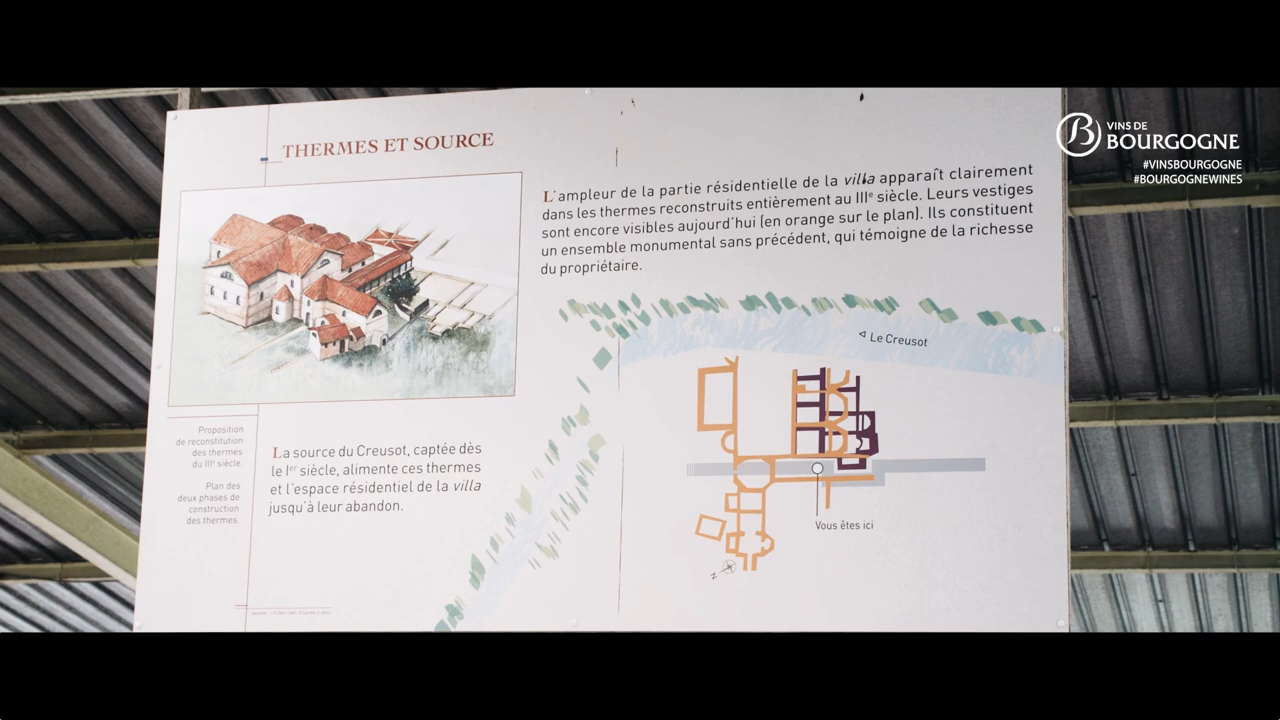 THERMES ET SOURCE
L'ampleur de la partie résidentielle de la villa apparaît clairement
dans les thermes reconstruits entièrement au IIIe siècle. Leurs vestiges
sont encore visibles aujourd'hui (en orange sur le plan). Ils constituent
un ensemble monumental sans précédent, qui témoigne de la richesse
du propriétaire.
Le Creusot
Proposition
de reconstitution
des thermes
du IIIe siècle.
Plan des
deux phases de
construction
des thermes.
La source du Creusot, captée dès
le Ier siècle, alimente ces thermes
et l'espace résidentiel de la villa
jusqu'à leur abandon.
Vous êtes ici
N
VINS DE
BOURGOGNE
#VINSBOURGOGNE
#BOURGOGNEWINES